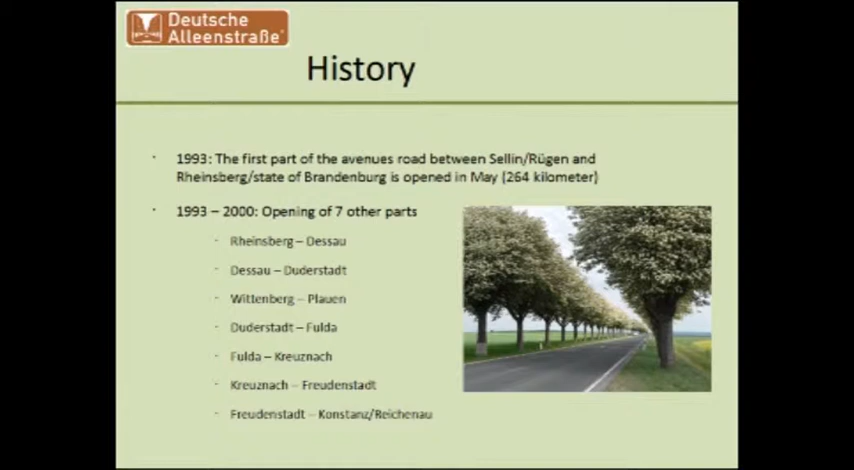 Deutsche
Alleenstraße
History
· 1993: The first part of the avenues road between Sellin/Rügen and
Rheinsberg/state of Brandenburg is opened in May (264 kilometer)
· 1993 – 2000: Opening of 7 other parts
- Rheinsberg – Dessau
- Dessau – Duderstadt
- Wittenberg – Plauen
- Duderstadt – Fulda
- Fulda – Kreuznach
- Kreuznach – Freudenstadt
- Freudenstadt – Konstanz/Reichenau